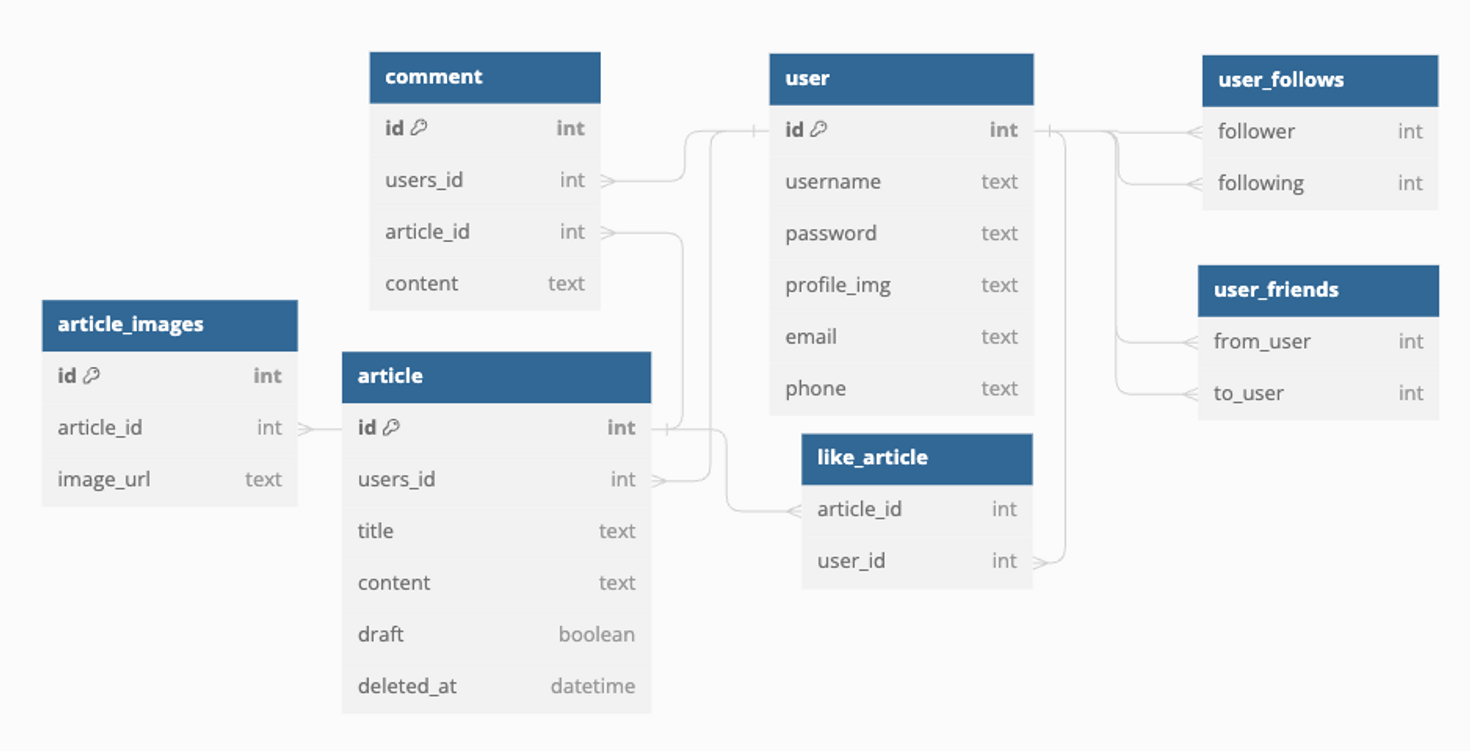 comment
id int
users_id int
article_id int
content text
user
id int
username text
password text
profile_img text
email text
phone text
user_follows
follower int
following int
user_friends
from_user int
to_user int
article_images
id int
article_id int
image_url text
article
id int
users_id int
title text
content text
draft boolean
deleted_at datetime
like_article
article_id int
user_id int